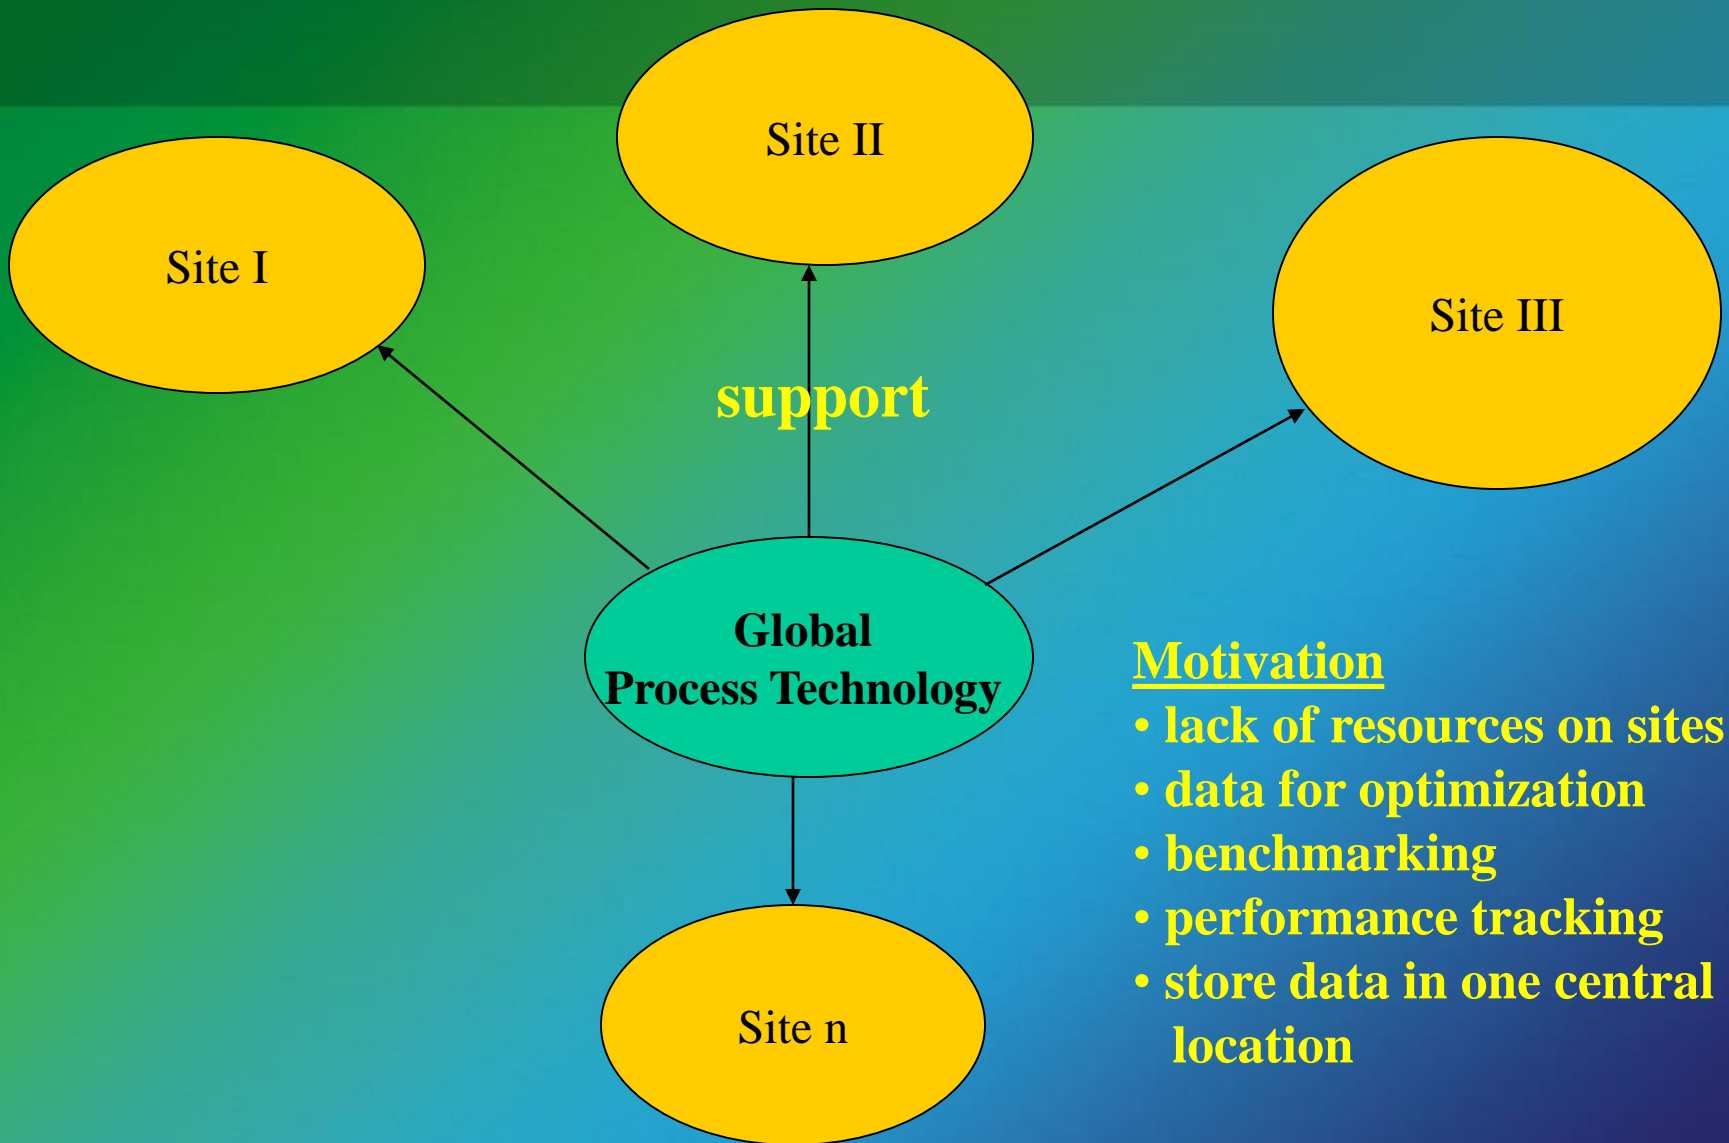 Site II
Site I
Site III
support
Global
Process Technology
Motivation
• lack of resources on sites
• data for optimization
• benchmarking
• performance tracking
• store data in one central
location
Site n